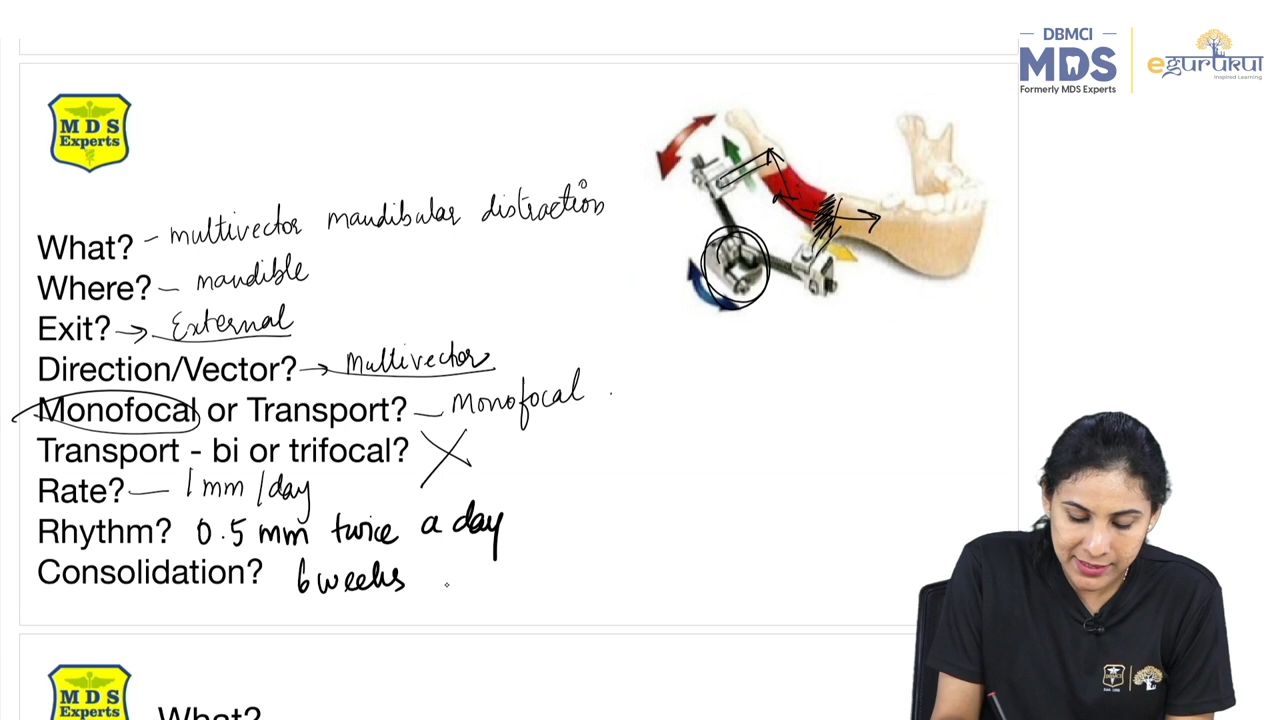 DBMCI
MDS
Formerly MDS Experts
eGURUKUL
Inspired Learning
MDS
Experts
What? - multivector mandibular distraction
Where? - mandible
Exit? → External
Direction/Vector? → Multivector
Monofocal or Transport? - Monofocal
Transport - bi or trifocal? X
Rate? - 1 mm/day
Rhythm? 0.5 mm twice a day
Consolidation? 6 weeks
MDS
Experts
What?